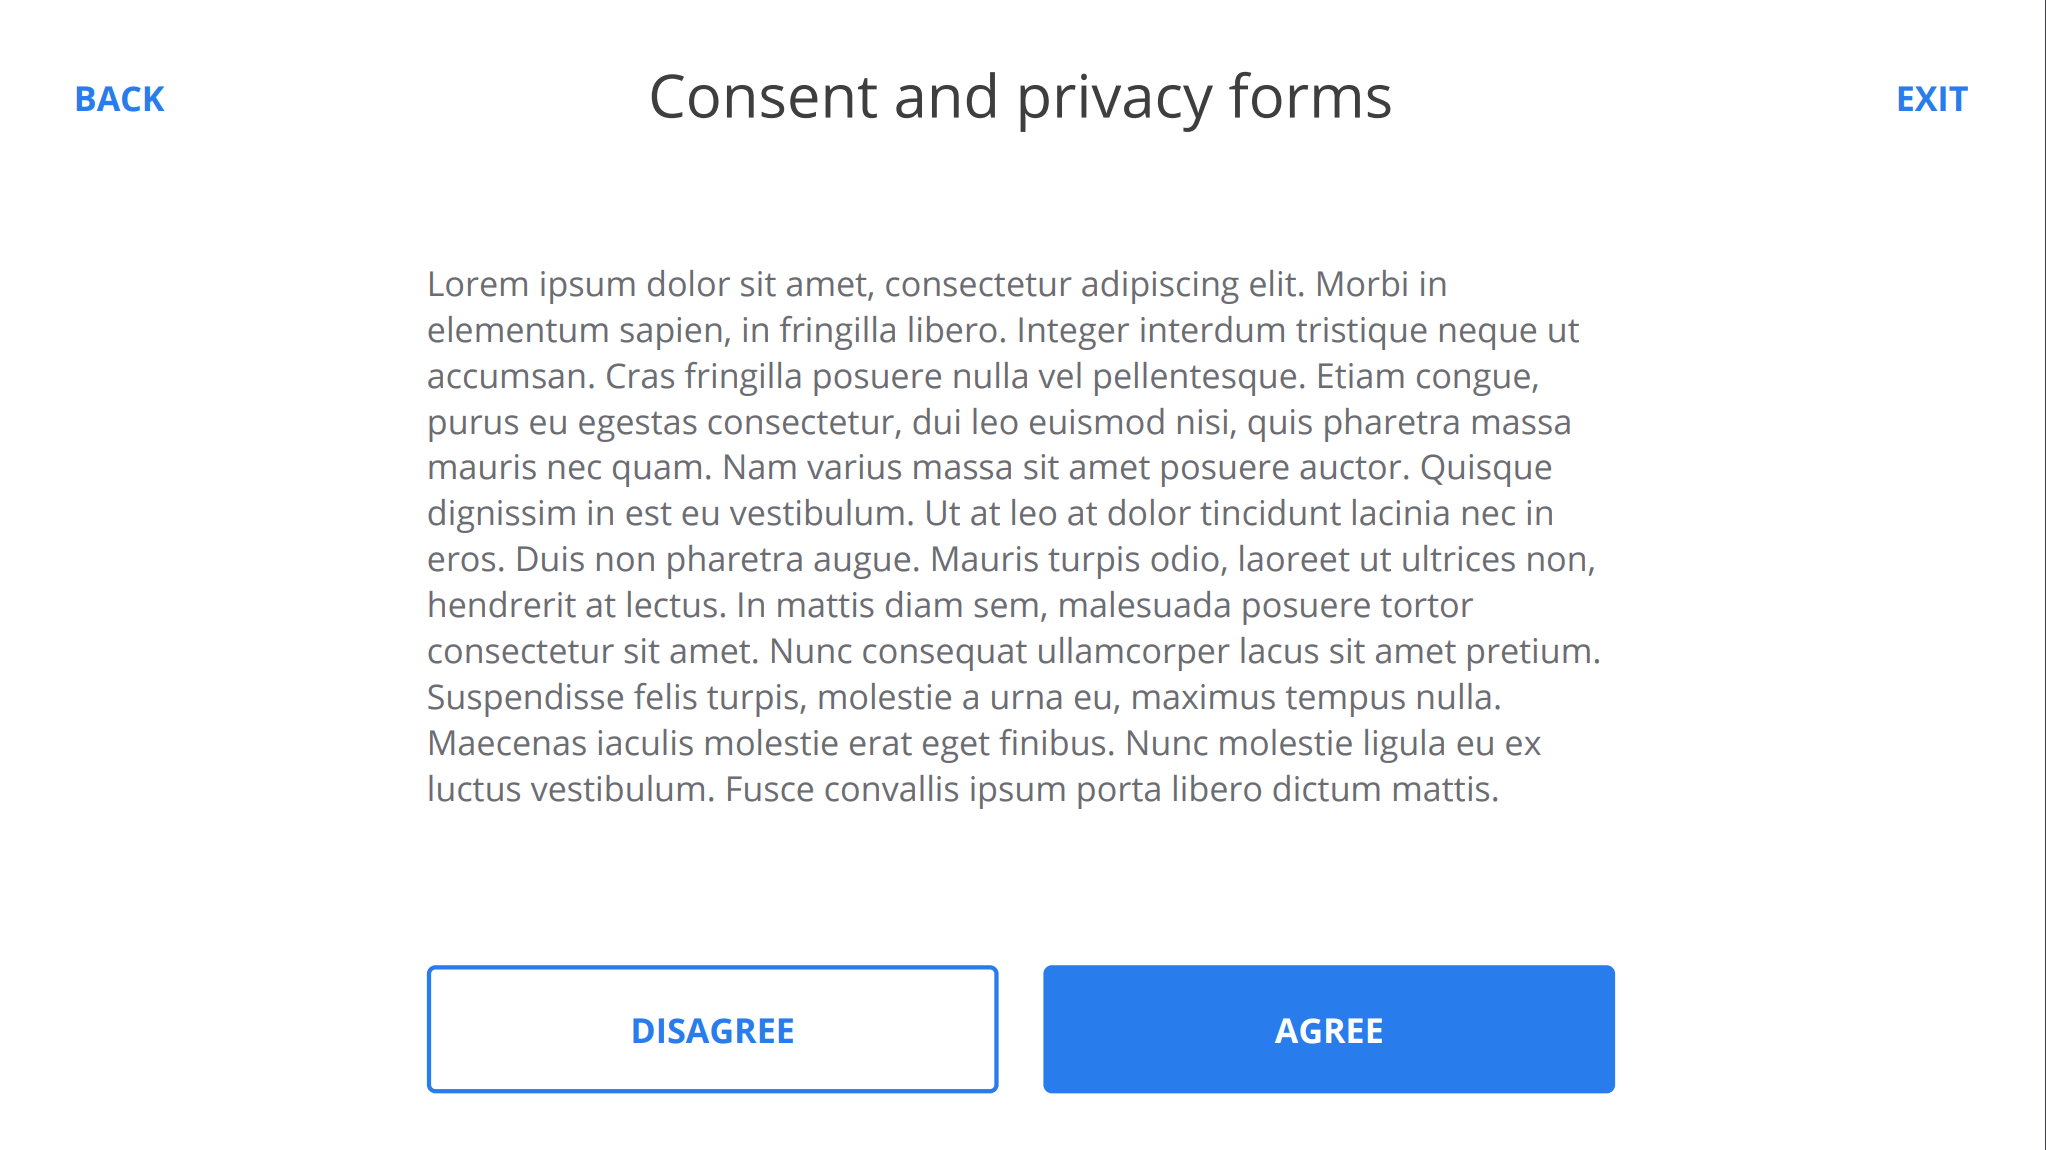 BACK
Consent and privacy forms
EXIT
Lorem ipsum dolor sit amet, consectetur adipiscing elit. Morbi in
elementum sapien, in fringilla libero. Integer interdum tristique neque ut
accumsan. Cras fringilla posuere nulla vel pellentesque. Etiam congue,
purus eu egestas consectetur, dui leo euismod nisi, quis pharetra massa
mauris nec quam. Nam varius massa sit amet posuere auctor. Quisque
dignissim in est eu vestibulum. Ut at leo at dolor tincidunt lacinia nec in
eros. Duis non pharetra augue. Mauris turpis odio, laoreet ut ultrices non,
hendrerit at lectus. In mattis diam sem, malesuada posuere tortor
consectetur sit amet. Nunc consequat ullamcorper lacus sit amet pretium.
Suspendisse felis turpis, molestie a urna eu, maximus tempus nulla.
Maecenas iaculis molestie erat eget finibus. Nunc molestie ligula eu ex
luctus vestibulum. Fusce convallis ipsum porta libero dictum mattis.
DISAGREE
AGREE